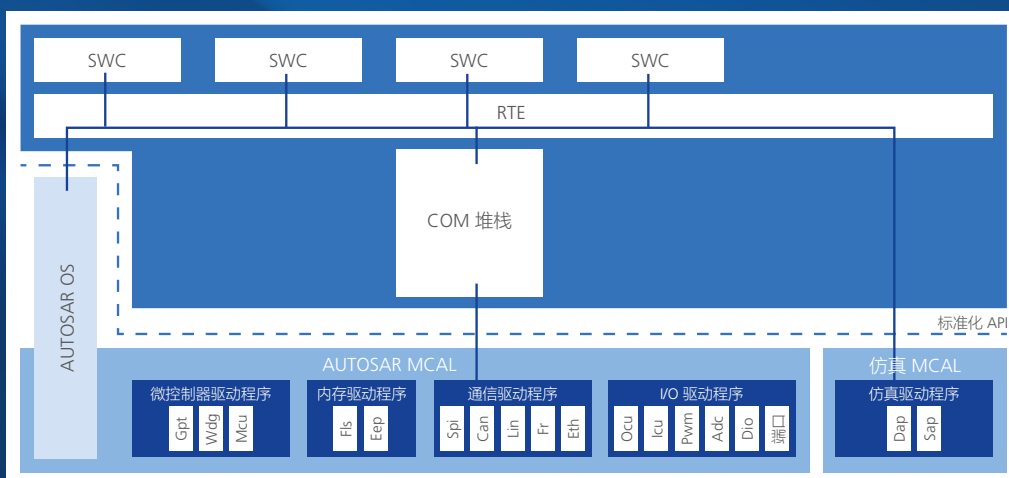 SWC
SWC
SWC
SWC
RTE
COM 堆栈
AUTOSAR OS
标准化 API
AUTOSAR MCAL
仿真 MCAL
微控制器驱动程序
Gpt
Wdg
Mcu
内存驱动程序
Fls
Eep
通信驱动程序
Spi
Can
Lin
Fr
Eth
I/O 驱动程序
Ocu
Icu
Pwm
Adc
Dio
端口
仿真驱动程序
Dap
Sap